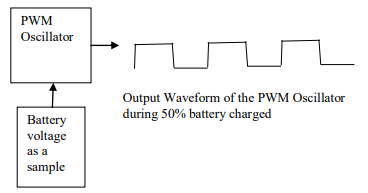 PWM
Oscillator
Output Waveform of the PWM Oscillator
during 50% battery charged
Battery
voltage
as a
sample